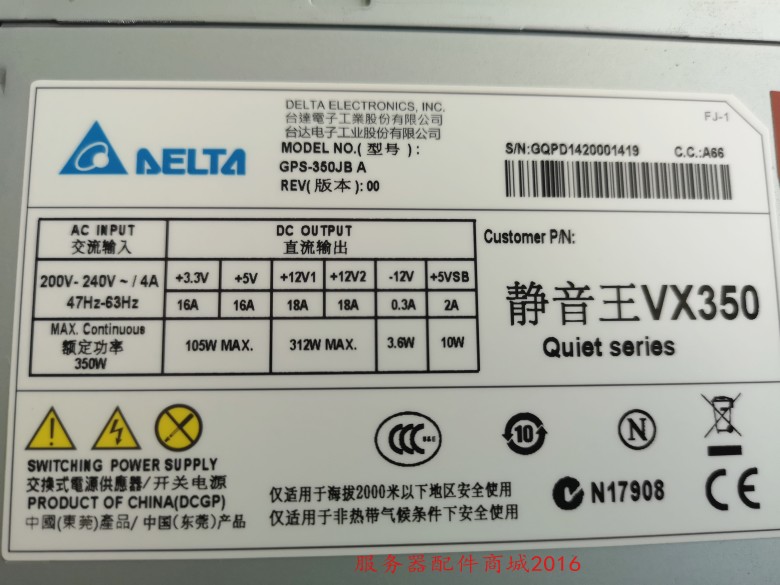 DELTA ELECTRONICS, INC.
台達電子工業股份有限公司
台达电子工业股份有限公司
MODEL NO.(型号):
GPS-350JB A
REV(版本):00
FJ-1
S/N:GQPD1420001419 C.C.:A66
DELTA
AC INPUT
交流输入
DC OUTPUT
直流输出
200V-240V~/4A
47Hz-63Hz
+3.3V +5V +12V1 +12V2 -12V +5VSB
16A 16A 18A 18A 0.3A 2A
MAX. Continuous
额定功率
350W
105W MAX. 312W MAX. 3.6W 10W
Customer P/N:
静音王VX350
Quiet series
CCC S&E
10
N
SWITCHING POWER SUPPLY
交換式電源供應器/开关电源
PRODUCT OF CHINA(DCGP)
中國(東莞)產品/中国(东莞)产品
仅适用于海拔2000米以下地区安全使用
仅适用于非热带气候条件下安全使用
N17908
CE
服务器配件商城2016